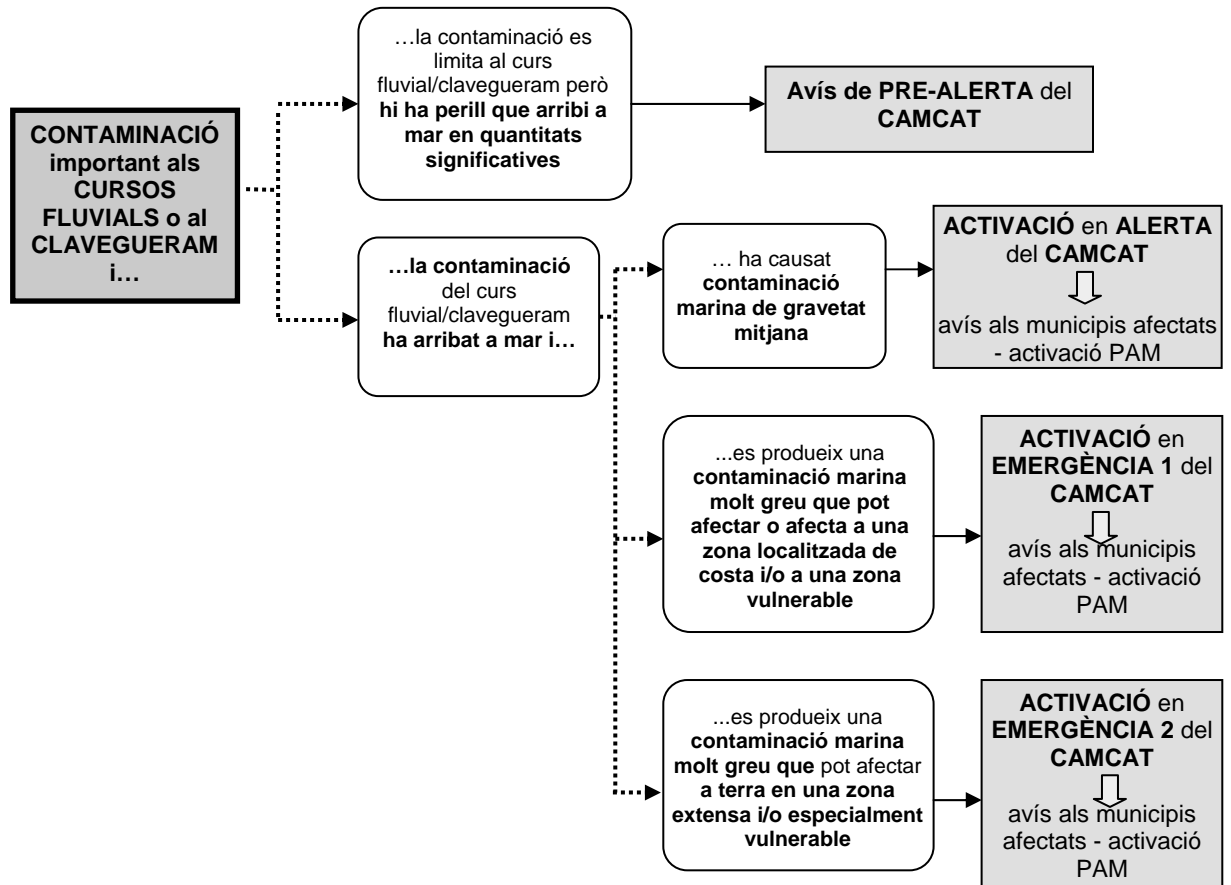 CONTAMINACIÓ
important als
CURSOS
FLUVIALS o al
CLAVEGUERAM
i…
…la contaminació es
limita al curs
fluvial/clavegueram però
hi ha perill que arribi a
mar en quantitats
significatives
Avís de PRE-ALERTA del
CAMCAT
…la contaminació
del curs
fluvial/clavegueram
ha arribat a mar i…
… ha causat
contaminació
marina de gravetat
mitjana
ACTIVACIÓ en ALERTA
del CAMCAT
avís als municipis afectats
- activació PAM
...es produeix una
contaminació marina
molt greu que pot
afectar o afecta a una
zona localitzada de
costa i/o a una zona
vulnerable
ACTIVACIÓ en
EMERGÈNCIA 1 del
CAMCAT
avís als municipis
afectats - activació
PAM
...es produeix una
contaminació marina
molt greu que pot afectar
a terra en una zona
extensa i/o especialment
vulnerable
ACTIVACIÓ en
EMERGÈNCIA 2 del
CAMCAT
avís als municipis
afectats - activació
PAM